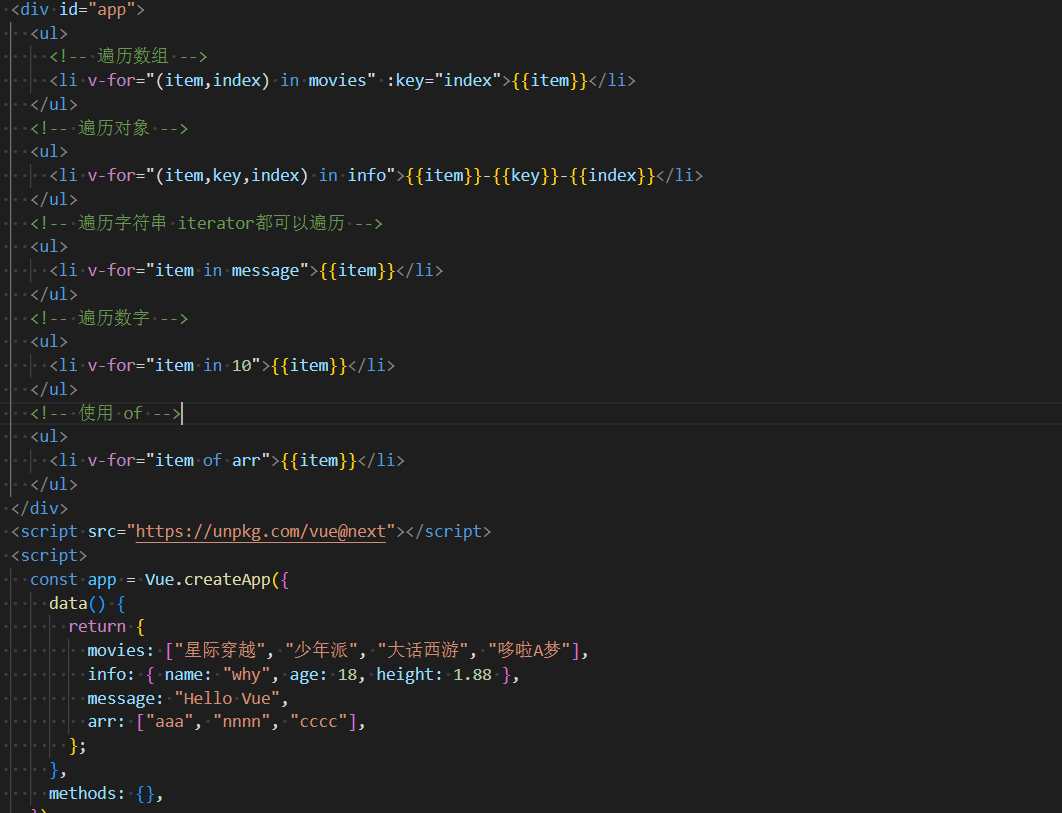 <div id="app">
<ul>
<!-- 遍历数组 -->
<li v-for="(item,index) in movies" :key="index">{{item}}</li>
</ul>
<!-- 遍历对象 -->
<ul>
<li v-for="(item,key,index) in info">{{item}}-{{key}}-{{index}}</li>
</ul>
<!-- 遍历字符串 iterator都可以遍历 -->
<ul>
<li v-for="item in message">{{item}}</li>
</ul>
<!-- 遍历数字 -->
<ul>
<li v-for="item in 10">{{item}}</li>
</ul>
<!-- 使用 of -->
<ul>
<li v-for="item of arr">{{item}}</li>
</ul>
</div>
<script src="https://unpkg.com/vue@next"></script>
<script>
const app = Vue.createApp({
data() {
return {
movies: ["星际穿越", "少年派", "大话西游", "哆啦A梦"],
info: { name: "why", age: 18, height: 1.88 },
message: "Hello Vue",
arr: ["aaa", "nnnn", "cccc"],
};
},
methods: {},